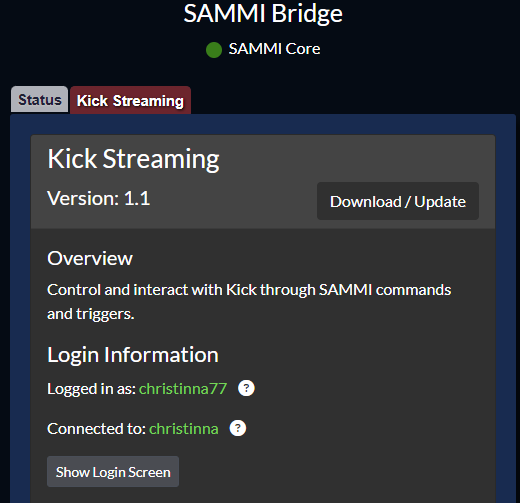 SAMMI Bridge
SAMMI Core
Status
Kick Streaming
Kick Streaming
Version: 1.1
Download / Update
Overview
Control and interact with Kick through SAMMI commands
and triggers.
Login Information
Logged in as: christinna77 ?
Connected to: christinna ?
Show Login Screen